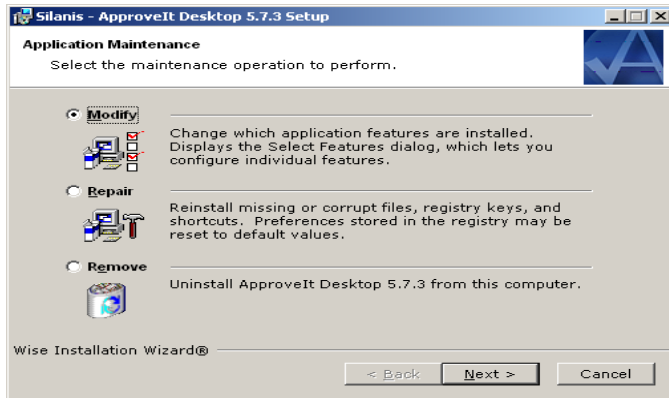 Silanis - ApproveIt Desktop 5.7.3 Setup
Application Maintenance
Select the maintenance operation to perform.
Modify
Change which application features are installed.
Displays the Select Features dialog, which lets you
configure individual features.
Repair
Reinstall missing or corrupt files, registry keys, and
shortcuts.  Preferences stored in the registry may be
reset to default values.
Remove
Uninstall ApproveIt Desktop 5.7.3 from this computer.
Wise Installation Wizard®
< Back
Next >
Cancel